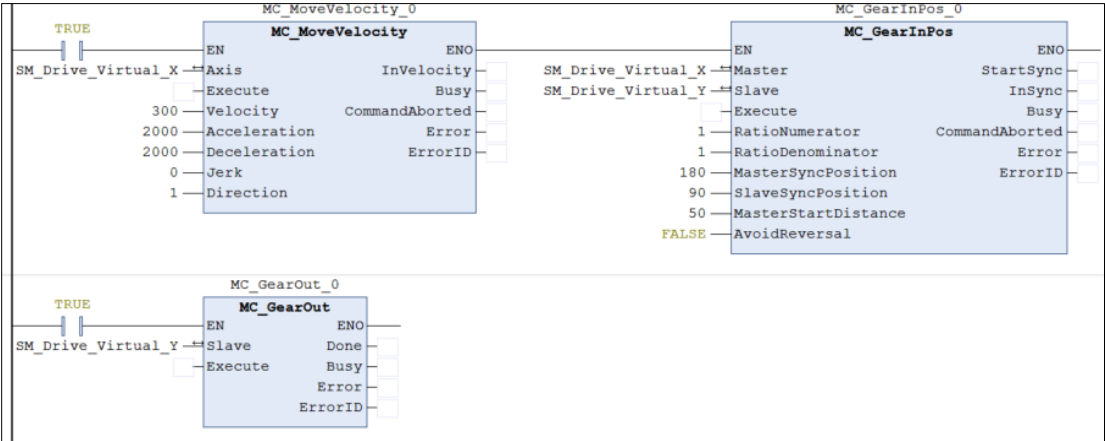 MC_MoveVelocity_0 MC_GearInPos_0
TRUE MC_MoveVelocity MC_GearInPos
EN ENO EN ENO
SM_Drive_Virtual_X Axis InVelocity SM_Drive_Virtual_X Master StartSync
Execute Busy SM_Drive_Virtual_Y Slave InSync
300 Velocity CommandAborted Execute Busy
2000 Acceleration Error 1 RatioNumerator CommandAborted
2000 Deceleration ErrorID 1 RatioDenominator Error
0 Jerk 180 MasterSyncPosition ErrorID
1 Direction 90 SlaveSyncPosition
50 MasterStartDistance
FALSE AvoidReversal
MC_GearOut_0
TRUE MC_GearOut
EN ENO
SM_Drive_Virtual_Y Slave Done
Execute Busy
Error
ErrorID